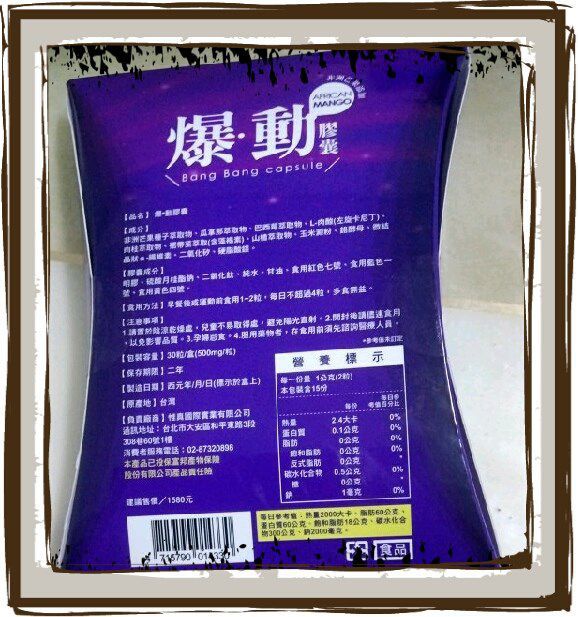 非洲芒果籽萃取
AFRICAN
MANGO
爆·動
膠囊
Bang Bang capsule
【品名】爆·動膠囊
【成分】
非洲芒果種子萃取物、瓜拿那萃取物、巴西莓萃取物、L-肉酸(左旋卡尼丁)、
肉桂萃取物、山楂萃取物、玉米澱粉、鉻酵母、微結
晶狀α-纖維素、二氧化矽、硬脂酸鎂。
【膠囊成分】
明膠、硫酸月桂酯鈉、二氧化鈦、純水、甘油、食用紅色七號、食用藍色一
號、食用黃色四號。
【食用方法】早餐後或運動前食用1~2粒，每日不超過4粒，多食無益。
【注意事項】
1.請置於陰涼乾燥處，兒童不易取得處，避免陽光直射。2.開封後請儘速食用
，以免影響品質。3.孕婦忌食。4.服用藥物者，在食用前須先諮詢醫療人員。
【包裝容量】30粒/盒(500mg/粒)
*參考值未訂定
【保存期限】二年
【製造日期】西元年/月/日(標示於盒上)
【原產地】台灣
【負責廠商】惟真國際實業有限公司
通訊地址：台北市大安區和平東路3段
308巷60號1樓
消費者服務電話：02-87320898
本產品已投保富邦產物保險
股份有限公司產品責任險
建議售價／1580元
營養標示
每一份量 1公克(2粒)
本包裝含15份
每份 每日參考值百分比
熱量 2.4大卡 0%
蛋白質 0.1公克 0%
脂肪 0公克 0%
飽和脂肪 0公克 0%
反式脂肪 0公克 *
碳水化合物 0.5公克 0%
糖 0公克 *
鈉 1毫克 0%
每日參考值：熱量2000大卡、脂肪60公克、
蛋白質60公克、飽和脂肪18公克、碳水化合
物300公克、鈉2000毫克。
食品